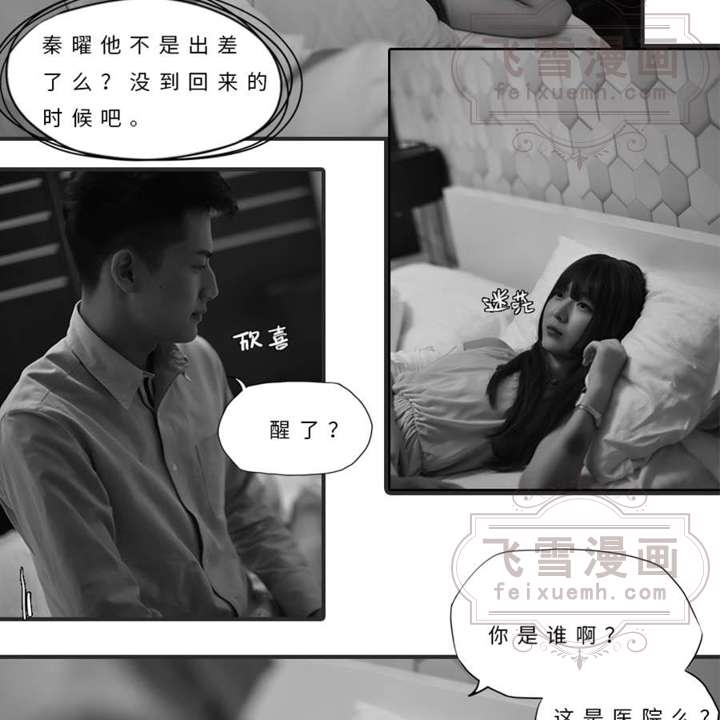 秦曜他不是出差
了么？没到回来的
时候吧。
飞雪漫画
feixuemh.com
迷茫
欣喜
醒了？
飞雪漫画
feixuemh.com
你是谁啊？
这是医院么？